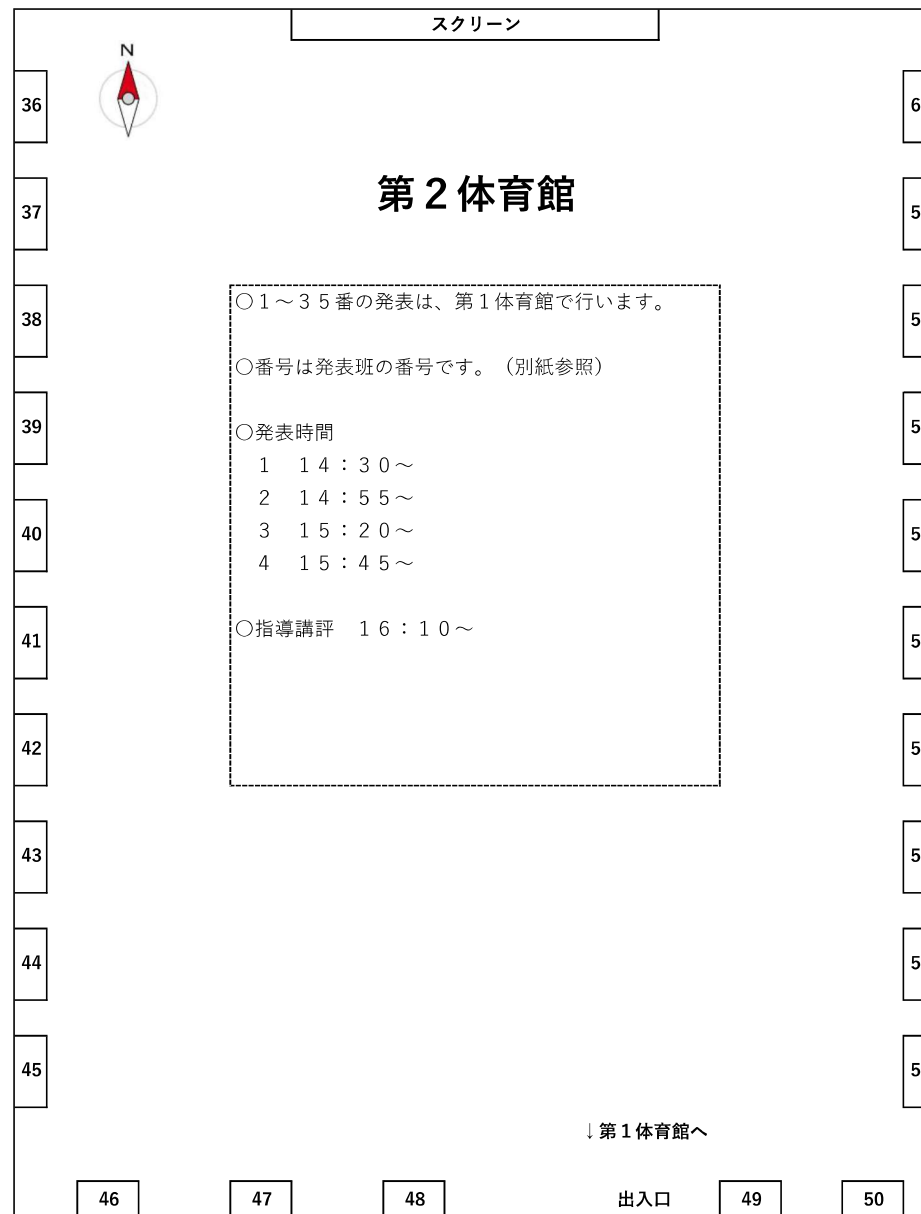 スクリーン
N
36
37
38
39
40
41
42
43
44
45
第２体育館
○１～３５番の発表は、第１体育館で行います。
○番号は発表班の番号です。（別紙参照）
○発表時間
１　１４：３０～
２　１４：５５～
３　１５：２０～
４　１５：４５～
○指導講評　１６：１０～
↓第１体育館へ
46
47
48
出入口
49
50